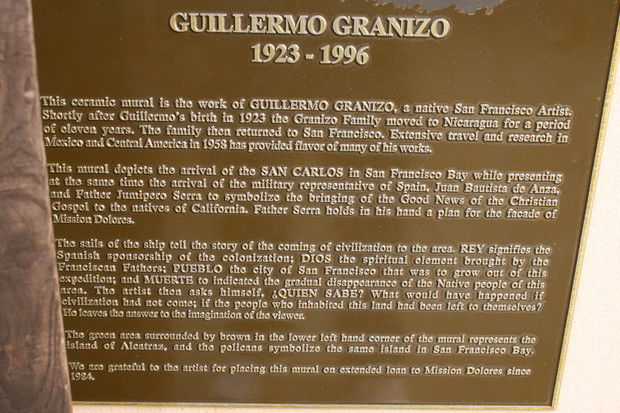 GUILLERMO GRANIZO
1923 - 1996
This ceramic mural is the work of GUILLERMO GRANIZO, a native San Francisco Artist.
Shortly after Guillermo's birth in 1923 the Granizo Family moved to Nicaragua for a period
of eleven years. The family then returned to San Francisco. Extensive travel and research in
Mexico and Central America in 1958 has provided flavor of many of his works.
This mural depicts the arrival of the SAN CARLOS in San Francisco Bay while presenting
at the same time the arrival of the military representative of Spain, Juan Bautista de Anza,
and Father Junipero Serra to symbolize the bringing of the Good News of the Christian
Gospel to the natives of California. Father Serra holds in his hand a plan for the facade of
Mission Dolores.
The sails of the ship tell the story of the coming of civilization to the area. REY signifies the
Spanish sponsorship of the colonization; DIOS the spiritual element brought by the
Franciscan Fathers; PUEBLO the city of San Francisco that was to grow out of this
expedition; and MUERTE to indicated the gradual disappearance of the Native people of this
area. The artist then asks himself, ¿QUIEN SABE? What would have happened if
civilization had not come; if the people who inhabited this land had been left to themselves?
He leaves the answer to the imagination of the viewer.
The green area surrounded by brown in the lower left hand corner of the mural represents the
island of Alcatraz, and the pelicans symbolize the same island in San Francisco Bay.
We are grateful to the artist for placing this mural on extended loan to Mission Dolores since
1984.